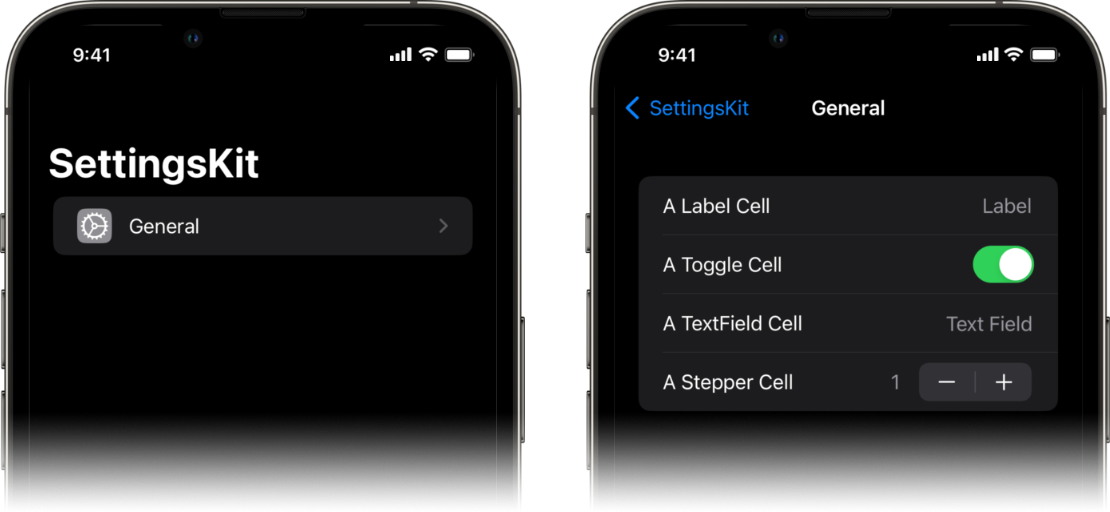 9:41
SettingsKit
General
9:41
SettingsKit General
A Label Cell Label
A Toggle Cell
A TextField Cell Text Field
A Stepper Cell 1 − +